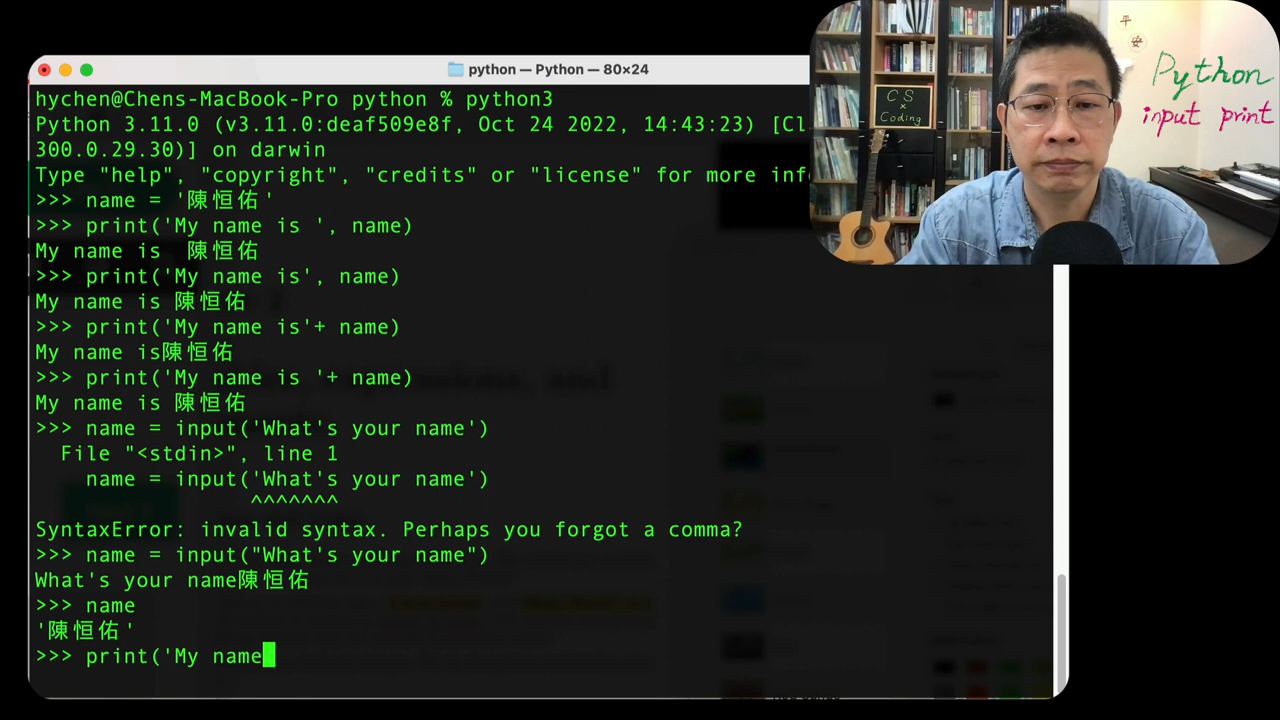 python — Python — 80×24
hychen@Chens-MacBook-Pro python % python3
Python 3.11.0 (v3.11.0:deaf509e8f, Oct 24 2022, 14:43:23) [Cl
300.0.29.30)] on darwin
Type "help", "copyright", "credits" or "license" for more inf
>>> name = '陳恒佑'
>>> print('My name is ', name)
My name is  陳恒佑
>>> print('My name is', name)
My name is 陳恒佑
>>> print('My name is'+ name)
My name is陳恒佑
>>> print('My name is '+ name)
My name is 陳恒佑
>>> name = input('What's your name')
  File "<stdin>", line 1
    name = input('What's your name')
                 ^^^^^^^
SyntaxError: invalid syntax. Perhaps you forgot a comma?
>>> name = input("What's your name")
What's your name陳恒佑
>>> name
'陳恒佑'
>>> print('My name
CS
×
Coding
平
安
Python
input print